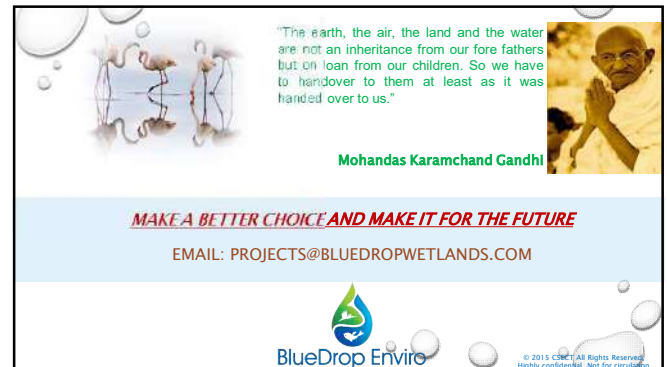 “The earth, the air, the land and the water
are not an inheritance from our fore fathers
but on loan from our children. So we have
to handover to them at least as it was
handed over to us.”
Mohandas Karamchand Gandhi
MAKE A BETTER CHOICE AND MAKE IT FOR THE FUTURE
EMAIL: PROJECTS@BLUEDROPWETLANDS.COM
BlueDrop Enviro
© 2015 CSECT All Rights Reserved.
Highly confidential. Not for circulation